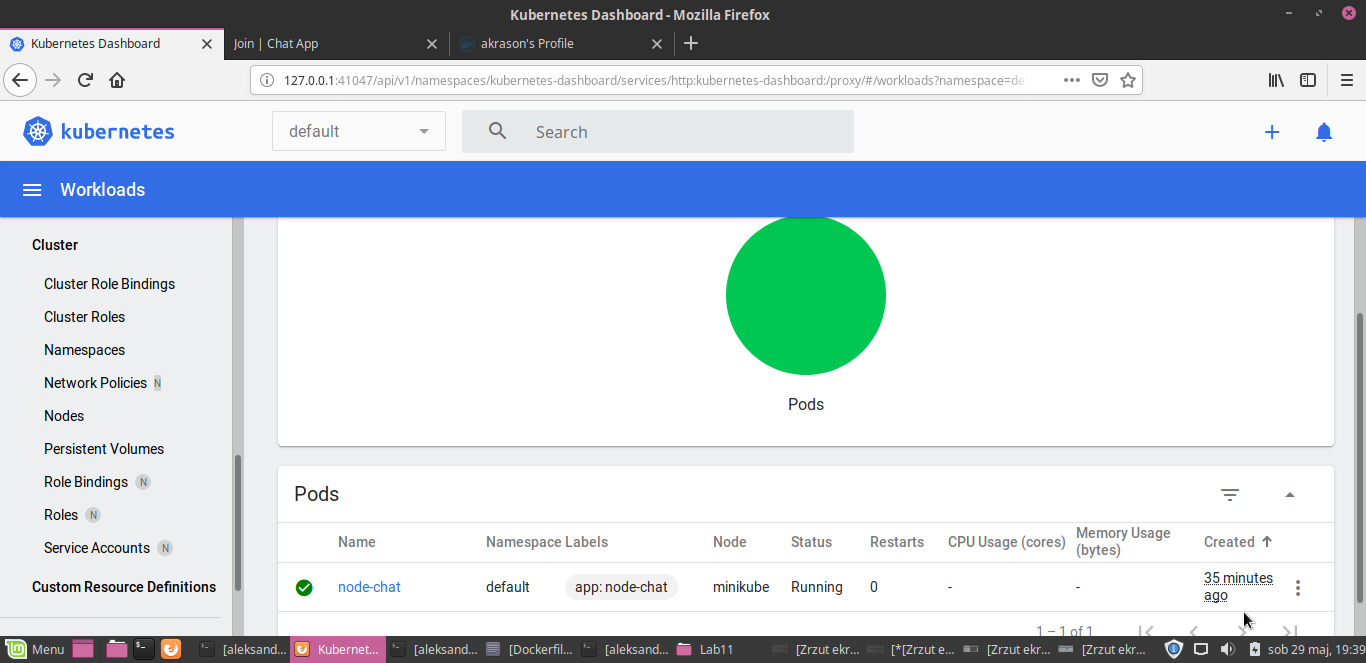 Kubernetes Dashboard - Mozilla Firefox
Kubernetes Dashboard
Join | Chat App
akrason's Profile
127.0.0.1:41047/api/v1/namespaces/kubernetes-dashboard/services/http:kubernetes-dashboard:/proxy/#/workloads?namespace=de
kubernetes
default
Search
Workloads
Cluster
Cluster Role Bindings
Cluster Roles
Namespaces
Network Policies N
Nodes
Persistent Volumes
Role Bindings N
Roles N
Service Accounts N
Custom Resource Definitions
Pods
Pods
Name Namespace Labels Node Status Restarts CPU Usage (cores) Memory Usage (bytes) Created
node-chat default app: node-chat minikube Running 0 - - 35 minutes ago
1 – 1 of 1
Menu [aleksand... Kubernet... [aleksand... [Dockerfil... [aleksand... Lab11 [Zrzut ekr... [*[Zrzut e... [Zrzut ekr... [Zrzut ekr... sob 29 maj, 19:39